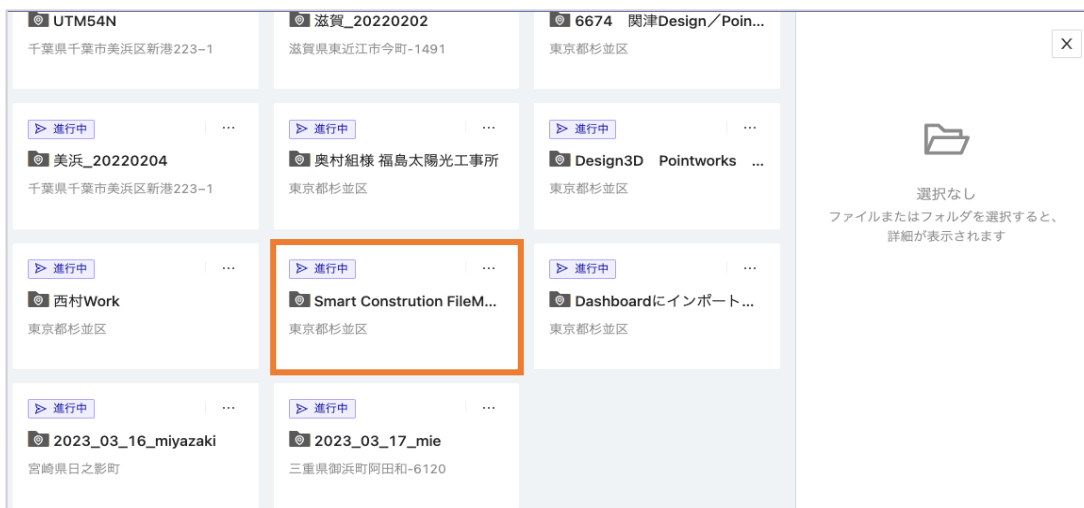 UTM54N
滋賀_20220202
6674 関津Design／Poin...
千葉県千葉市美浜区新港223−1
滋賀県東近江市今町-1491
東京都杉並区
X
進行中 ...
進行中 ...
進行中 ...
美浜_20220204
奥村組様 福島太陽光工事所
Design3D Pointworks ...
千葉県千葉市美浜区新港223−1
東京都杉並区
東京都杉並区
選択なし
ファイルまたはフォルダを選択すると、
詳細が表示されます
進行中 ...
進行中 ...
進行中 ...
西村Work
Smart Constrution FileM...
Dashboardにインポート...
東京都杉並区
東京都杉並区
東京都杉並区
進行中 ...
進行中 ...
2023_03_16_miyazaki
2023_03_17_mie
宮崎県日之影町
三重県御浜町阿田和-6120